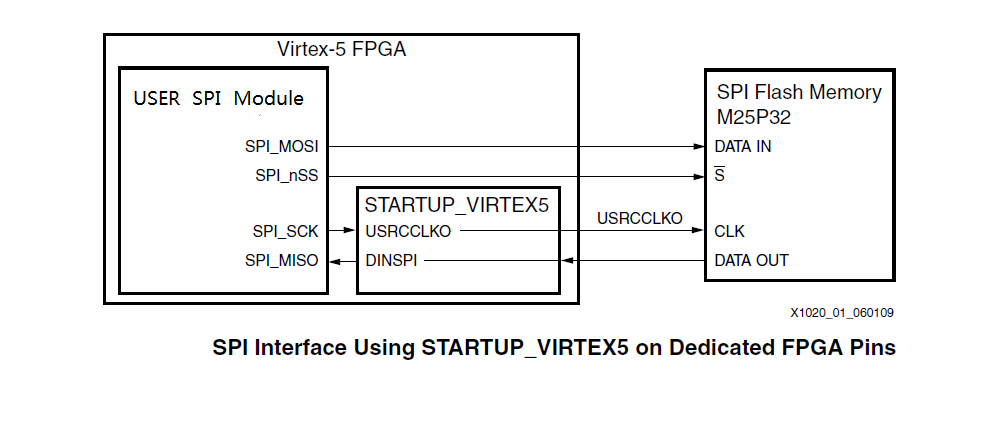 Virtex-5 FPGA
USER SPI Module
SPI_MOSI
SPI_nSS
SPI_SCK
SPI_MISO
STARTUP_VIRTEX5
USRCCLKO
DINSPI
USRCCLKO
SPI Flash Memory
M25P32
DATA IN
S̅
CLK
DATA OUT
X1020_01_060109
SPI Interface Using STARTUP_VIRTEX5 on Dedicated FPGA Pins